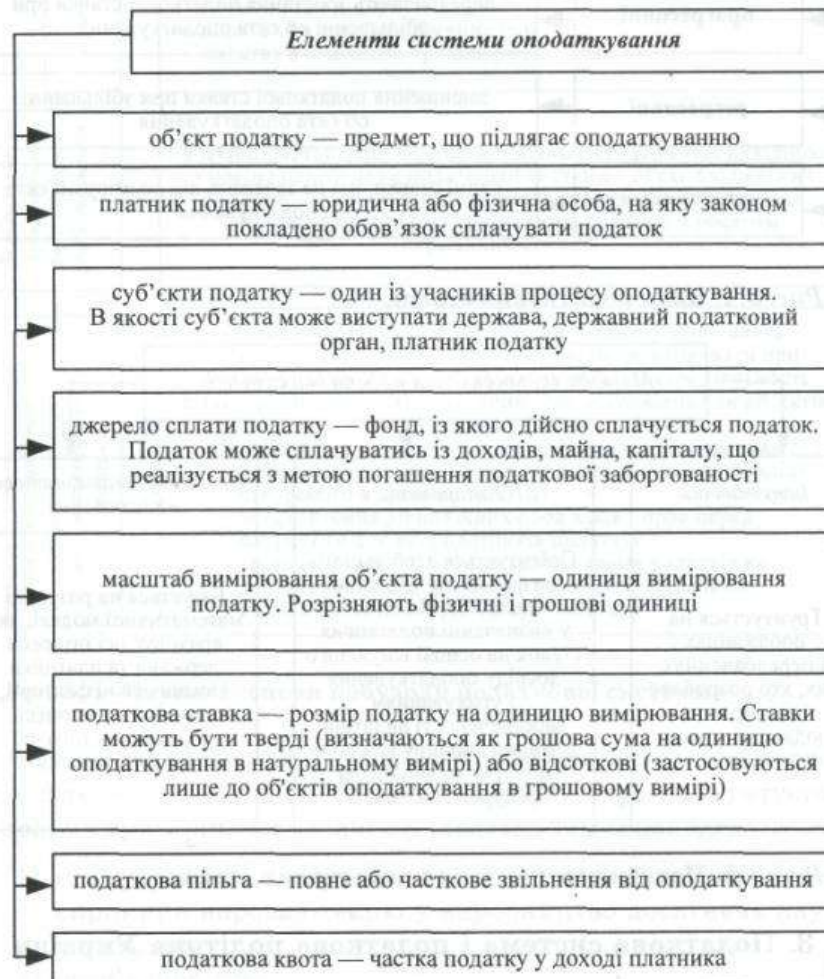 Елементи системи оподаткування
об’єкт податку — предмет, що підлягає оподаткуванню
платник податку — юридична або фізична особа, на яку законом
покладено обов’язок сплачувати податок
суб’єкти податку — один із учасників процесу оподаткування.
В якості суб’єкта може виступати держава, державний податковий
орган, платник податку
джерело сплати податку — фонд, із якого дійсно сплачується податок.
Податок може сплачуватись із доходів, майна, капіталу, що
реалізується з метою погашення податкової заборгованості
масштаб вимірювання об’єкта податку — одиниця вимірювання
податку. Розрізняють фізичні і грошові одиниці
податкова ставка — розмір податку на одиницю вимірювання. Ставки
можуть бути тверді (визначаються як грошова сума на одиницю
оподаткування в натуральному вимірі) або відсоткові (застосовуються
лише до об’єктів оподаткування в грошовому вимірі)
податкова пільга — повне або часткове звільнення від оподаткування
податкова квота — частка податку у доході платника